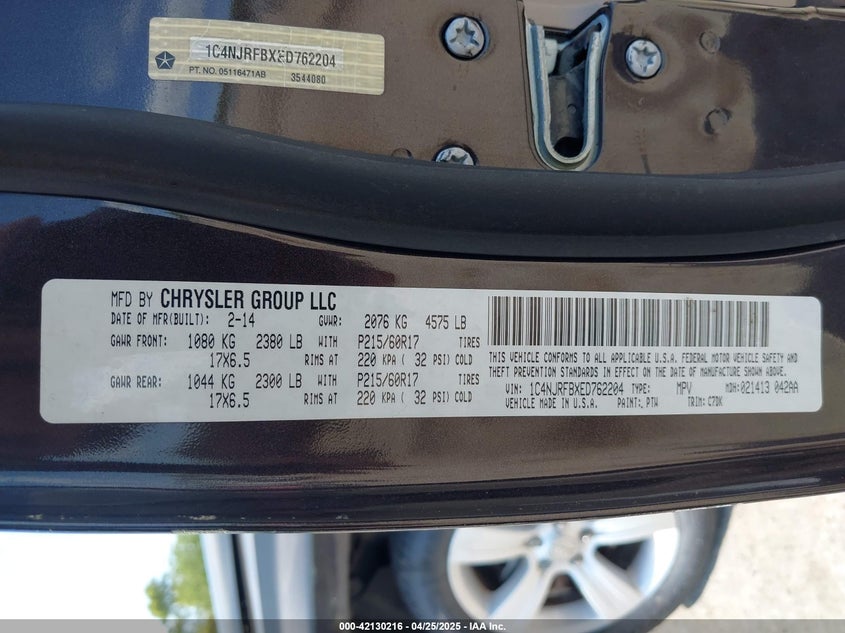 1C4NJRFBXED762204
PT. NO. 05116471AB 3544080
MFD BY CHRYSLER GROUP LLC
DATE OF MFR(BUILT): 2-14 GVWR: 2076 KG 4575 LB
GAWR FRONT: 1080 KG 2380 LB WITH P215/60R17 TIRES
17X6.5 RIMS AT 220 KPA ( 32 PSI) COLD
GAWR REAR: 1044 KG 2300 LB WITH P215/60R17 TIRES
17X6.5 RIMS AT 220 KPA ( 32 PSI) COLD
THIS VEHICLE CONFORMS TO ALL APPLICABLE U.S.A. FEDERAL MOTOR VEHICLE SAFETY AND
THEFT PREVENTION STANDARDS IN EFFECT ON THE DATE OF MANUFACTURE SHOWN ABOVE.
VIN: 1C4NJRFBXED762204 TYPE: MPV MDH: 021413 042AA
VEHICLE MADE IN U.S.A. PAINT: PTW TRIM: C7DK
000-42130216 - 04/25/2025 - IAA Inc.